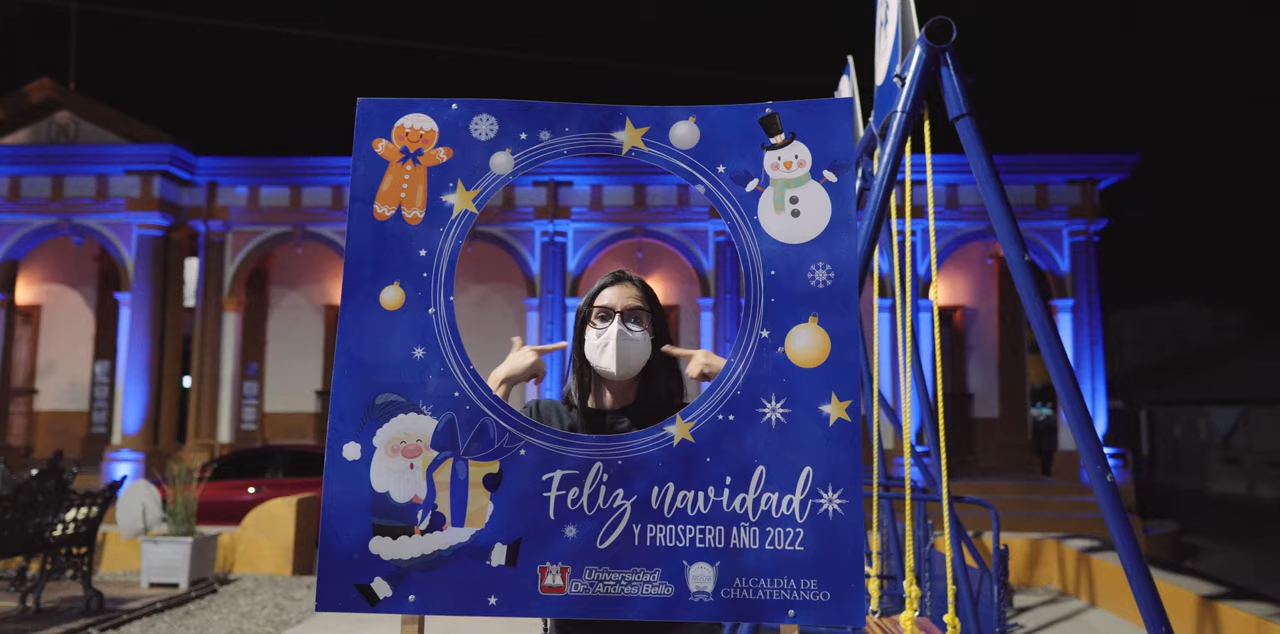 Feliz navidad
Y PROSPERO AÑO 2022
Universidad
Dr. Andrés Bello
ALCALDÍA DE
CHALATENANGO